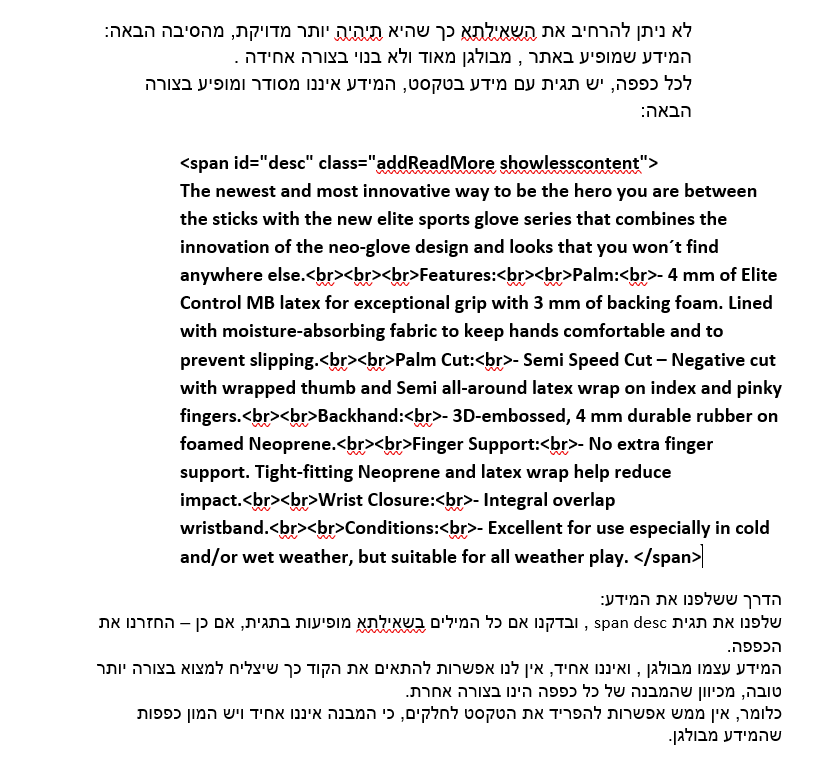 לא ניתן להרחיב את השאילתא כך שהיא תיהיה יותר מדויקת, מהסיבה הבאה:
המידע שמופיע באתר , מבולגן מאוד ולא בנוי בצורה אחידה .
לכל כפפה, יש תגית עם מידע בטקסט, המידע איננו מסודר ומופיע בצורה
הבאה:
<span id="desc" class="addReadMore showlesscontent">
The newest and most innovative way to be the hero you are between
the sticks with the new elite sports glove series that combines the
innovation of the neo-glove design and looks that you won´t find
anywhere else.<br><br><br>Features:<br><br>Palm:<br>- 4 mm of Elite
Control MB latex for exceptional grip with 3 mm of backing foam. Lined
with moisture-absorbing fabric to keep hands comfortable and to
prevent slipping.<br><br>Palm Cut:<br>- Semi Speed Cut – Negative cut
with wrapped thumb and Semi all-around latex wrap on index and pinky
fingers.<br><br>Backhand:<br>- 3D-embossed, 4 mm durable rubber on
foamed Neoprene.<br><br>Finger Support:<br>- No extra finger
support. Tight-fitting Neoprene and latex wrap help reduce
impact.<br><br>Wrist Closure:<br>- Integral overlap
wristband.<br><br>Conditions:<br>- Excellent for use especially in cold
and/or wet weather, but suitable for all weather play. </span>
הדרך ששלפנו את המידע:
שלפנו את תגית span desc , ובדקנו אם כל המילים בשאילתא מופיעות בתגית, אם כן – החזרנו את
הכפפה.
המידע עצמו מבולגן , ואיננו אחיד, אין לנו אפשרות להתאים את הקוד כך שיצליח למצוא בצורה יותר
טובה, מכיוון שהמבנה של כל כפפה הינו בצורה אחרת.
כלומר, אין ממש אפשרות להפריד את הטקסט לחלקים, כי המבנה איננו אחיד ויש המון כפפות
שהמידע מבולגן.